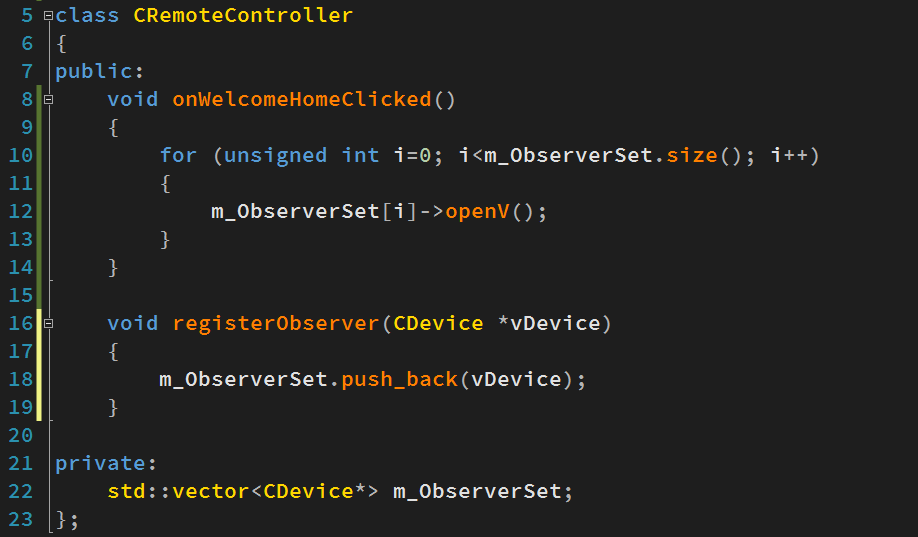 5 class CRemoteController
6 {
7 public:
8     void onWelcomeHomeClicked()
9     {
10         for (unsigned int i=0; i<m_ObserverSet.size(); i++)
11         {
12             m_ObserverSet[i]->openV();
13         }
14     }
15
16     void registerObserver(CDevice *vDevice)
17     {
18         m_ObserverSet.push_back(vDevice);
19     }
20
21 private:
22     std::vector<CDevice*> m_ObserverSet;
23 };